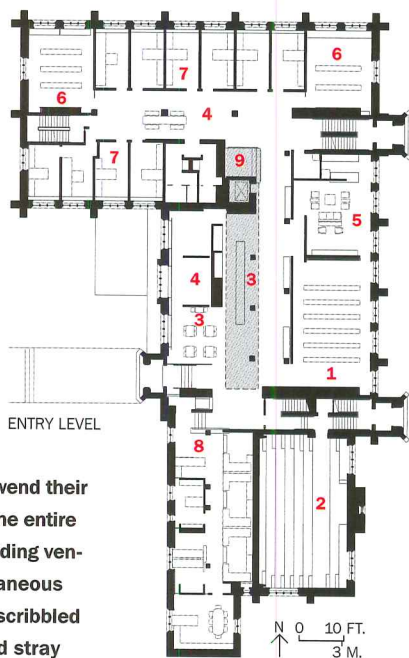 6
7
6
4
7
9
5
4
3
3
1
ENTRY LEVEL
8
2
wend their
he entire
ding ven-
aneous
scribbled
d stray
N 0 10 FT.
3 M.